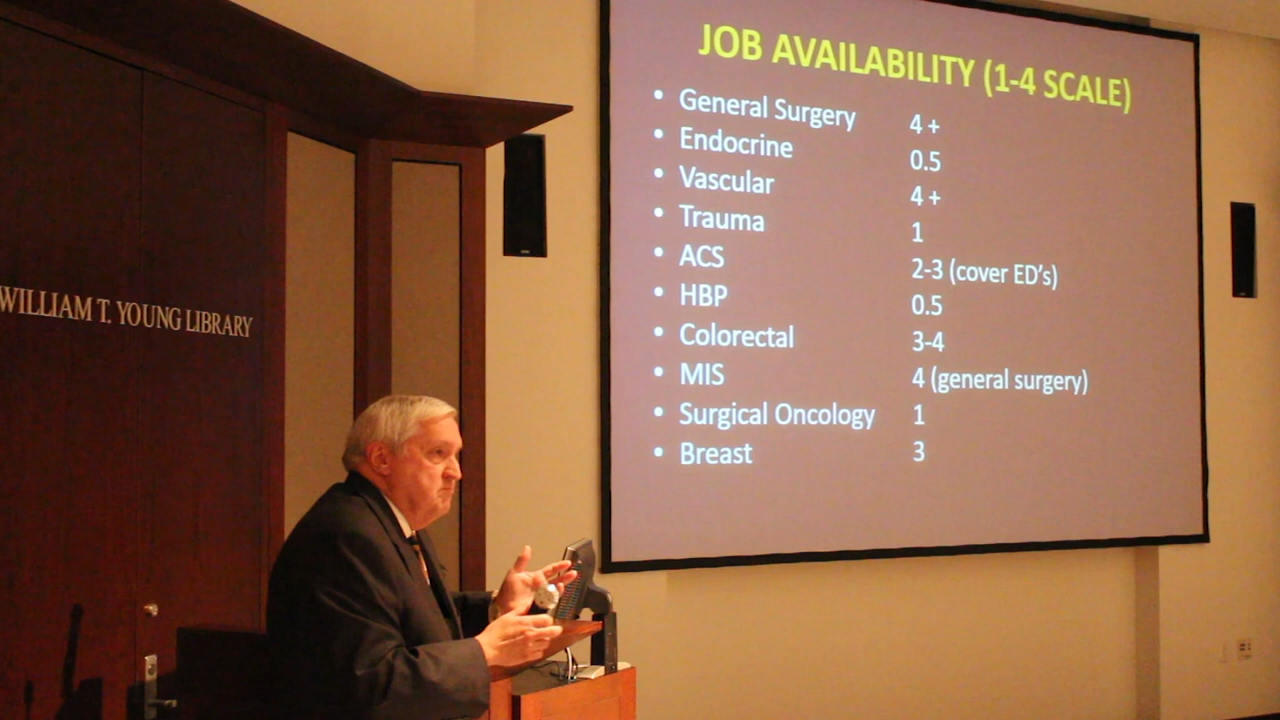 WILLIAM T. YOUNG LIBRARY
JOB AVAILABILITY (1-4 SCALE)
• General Surgery 4 +
• Endocrine 0.5
• Vascular 4 +
• Trauma 1
• ACS 2-3 (cover ED's)
• HBP 0.5
• Colorectal 3-4
• MIS 4 (general surgery)
• Surgical Oncology 1
• Breast 3